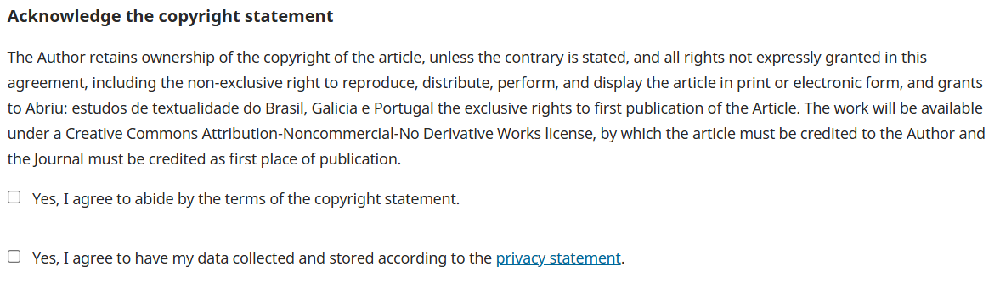 Acknowledge the copyright statement
The Author retains ownership of the copyright of the article, unless the contrary is stated, and all rights not expressly granted in this
agreement, including the non-exclusive right to reproduce, distribute, perform, and display the article in print or electronic form, and grants
to Abriu: estudos de textualidade do Brasil, Galicia e Portugal the exclusive rights to first publication of the Article. The work will be available
under a Creative Commons Attribution-Noncommercial-No Derivative Works license, by which the article must be credited to the Author and
the Journal must be credited as first place of publication.
Yes, I agree to abide by the terms of the copyright statement.
Yes, I agree to have my data collected and stored according to the privacy statement.